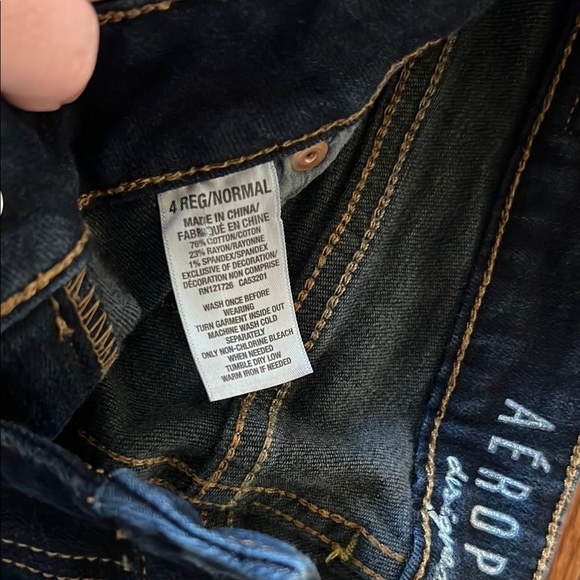 4 REG/NORMAL
MADE IN CHINA/
FABRIQUÉ EN CHINE
76% COTTON/COTON
23% RAYON/RAYONNE
1% SPANDEX/SPANDEX
EXCLUSIVE OF DECORATION/
DÉCORATION NON COMPRISE
RN121726 CA53201
WASH ONCE BEFORE
WEARING
TURN GARMENT INSIDE OUT
MACHINE WASH COLD
SEPARATELY
ONLY NON-CHLORINE BLEACH
WHEN NEEDED
TUMBLE DRY LOW
WARM IRON IF NEEDED
AÉROP